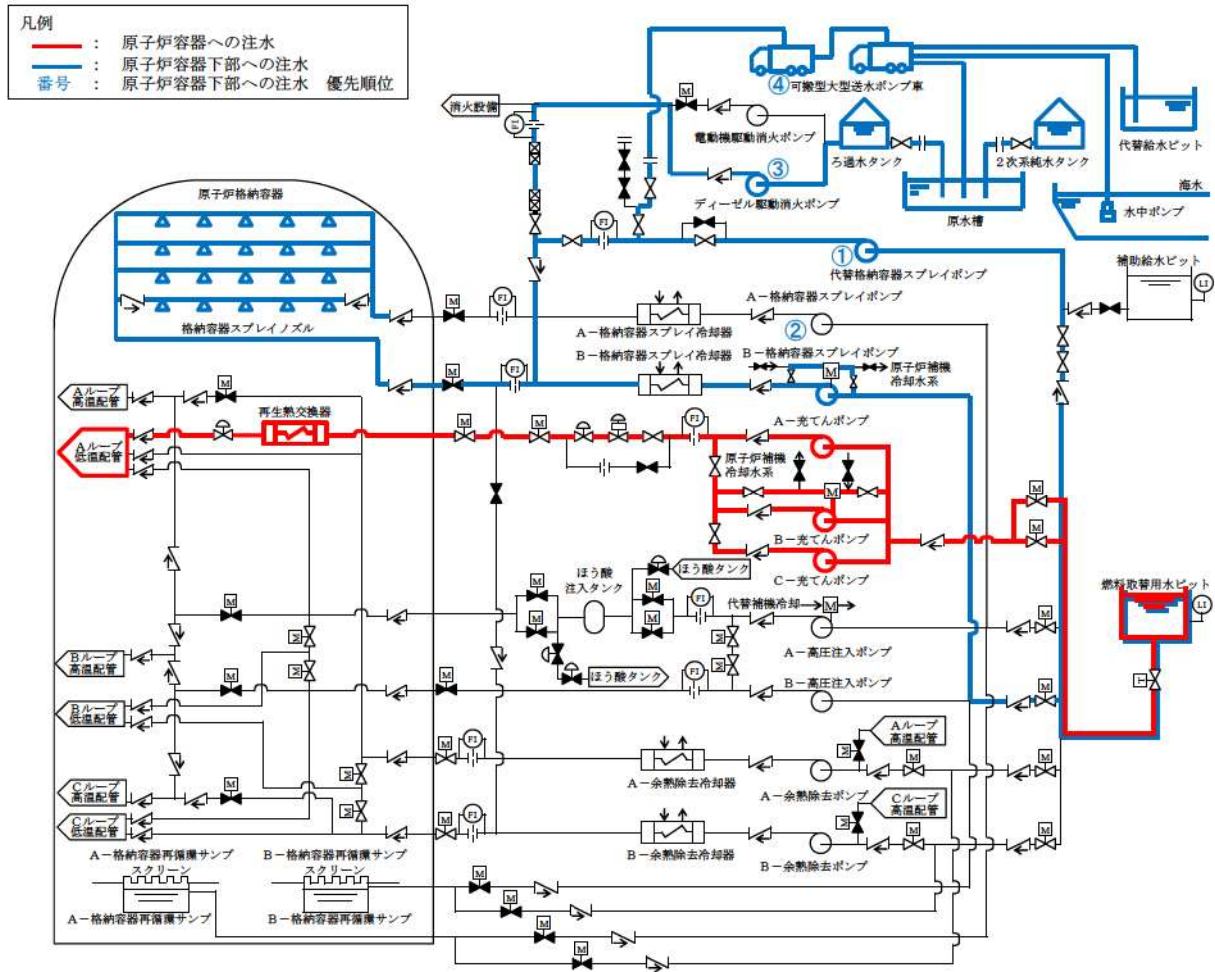 凡例
： 原子炉容器への注水
： 原子炉容器下部への注水
番号 ： 原子炉容器下部への注水 優先順位
消火設備
M
FI
電動機駆動消火ポンプ
④可搬型大型送水ポンプ車
ろ過水タンク
2次系純水タンク
代替給水ピット
海水
水中ポンプ
原水槽
③
ディーゼル駆動消火ポンプ
FI
①
代替格納容器スプレイポンプ
補助給水ピット
LI
原子炉格納容器
格納容器スプレイノズル
M
FI
A－格納容器スプレイ冷却器
A－格納容器スプレイポンプ
②
B－格納容器スプレイ冷却器
B－格納容器スプレイポンプ
M
FI
M
原子炉補機
冷却水系
Aループ
高温配管
M
再生熱交換器
Aループ
低温配管
M
M
FI
A－充てんポンプ
原子炉補機
冷却水系
M
B－充てんポンプ
C－充てんポンプ
M
M
燃料取替用水ピット
LI
T
ほう酸
注入タンク
ほう酸タンク
M
M
M
M
M
FI
代替補機冷却
M
M
M
A－高圧注入ポンプ
M
ほう酸タンク
M
M
Bループ
高温配管
M
M
FI
B－高圧注入ポンプ
M
Bループ
低温配管
Aループ
高温配管
M
M
FI
A－余熱除去冷却器
A－余熱除去ポンプ
M
M
M
Cループ
高温配管
M
M
Cループ
高温配管
Cループ
低温配管
M
FI
B－余熱除去冷却器
B－余熱除去ポンプ
M
M
M
A－格納容器再循環サンプ
スクリーン
B－格納容器再循環サンプ
スクリーン
A－格納容器再循環サンプ
B－格納容器再循環サンプ
M
M
M
M